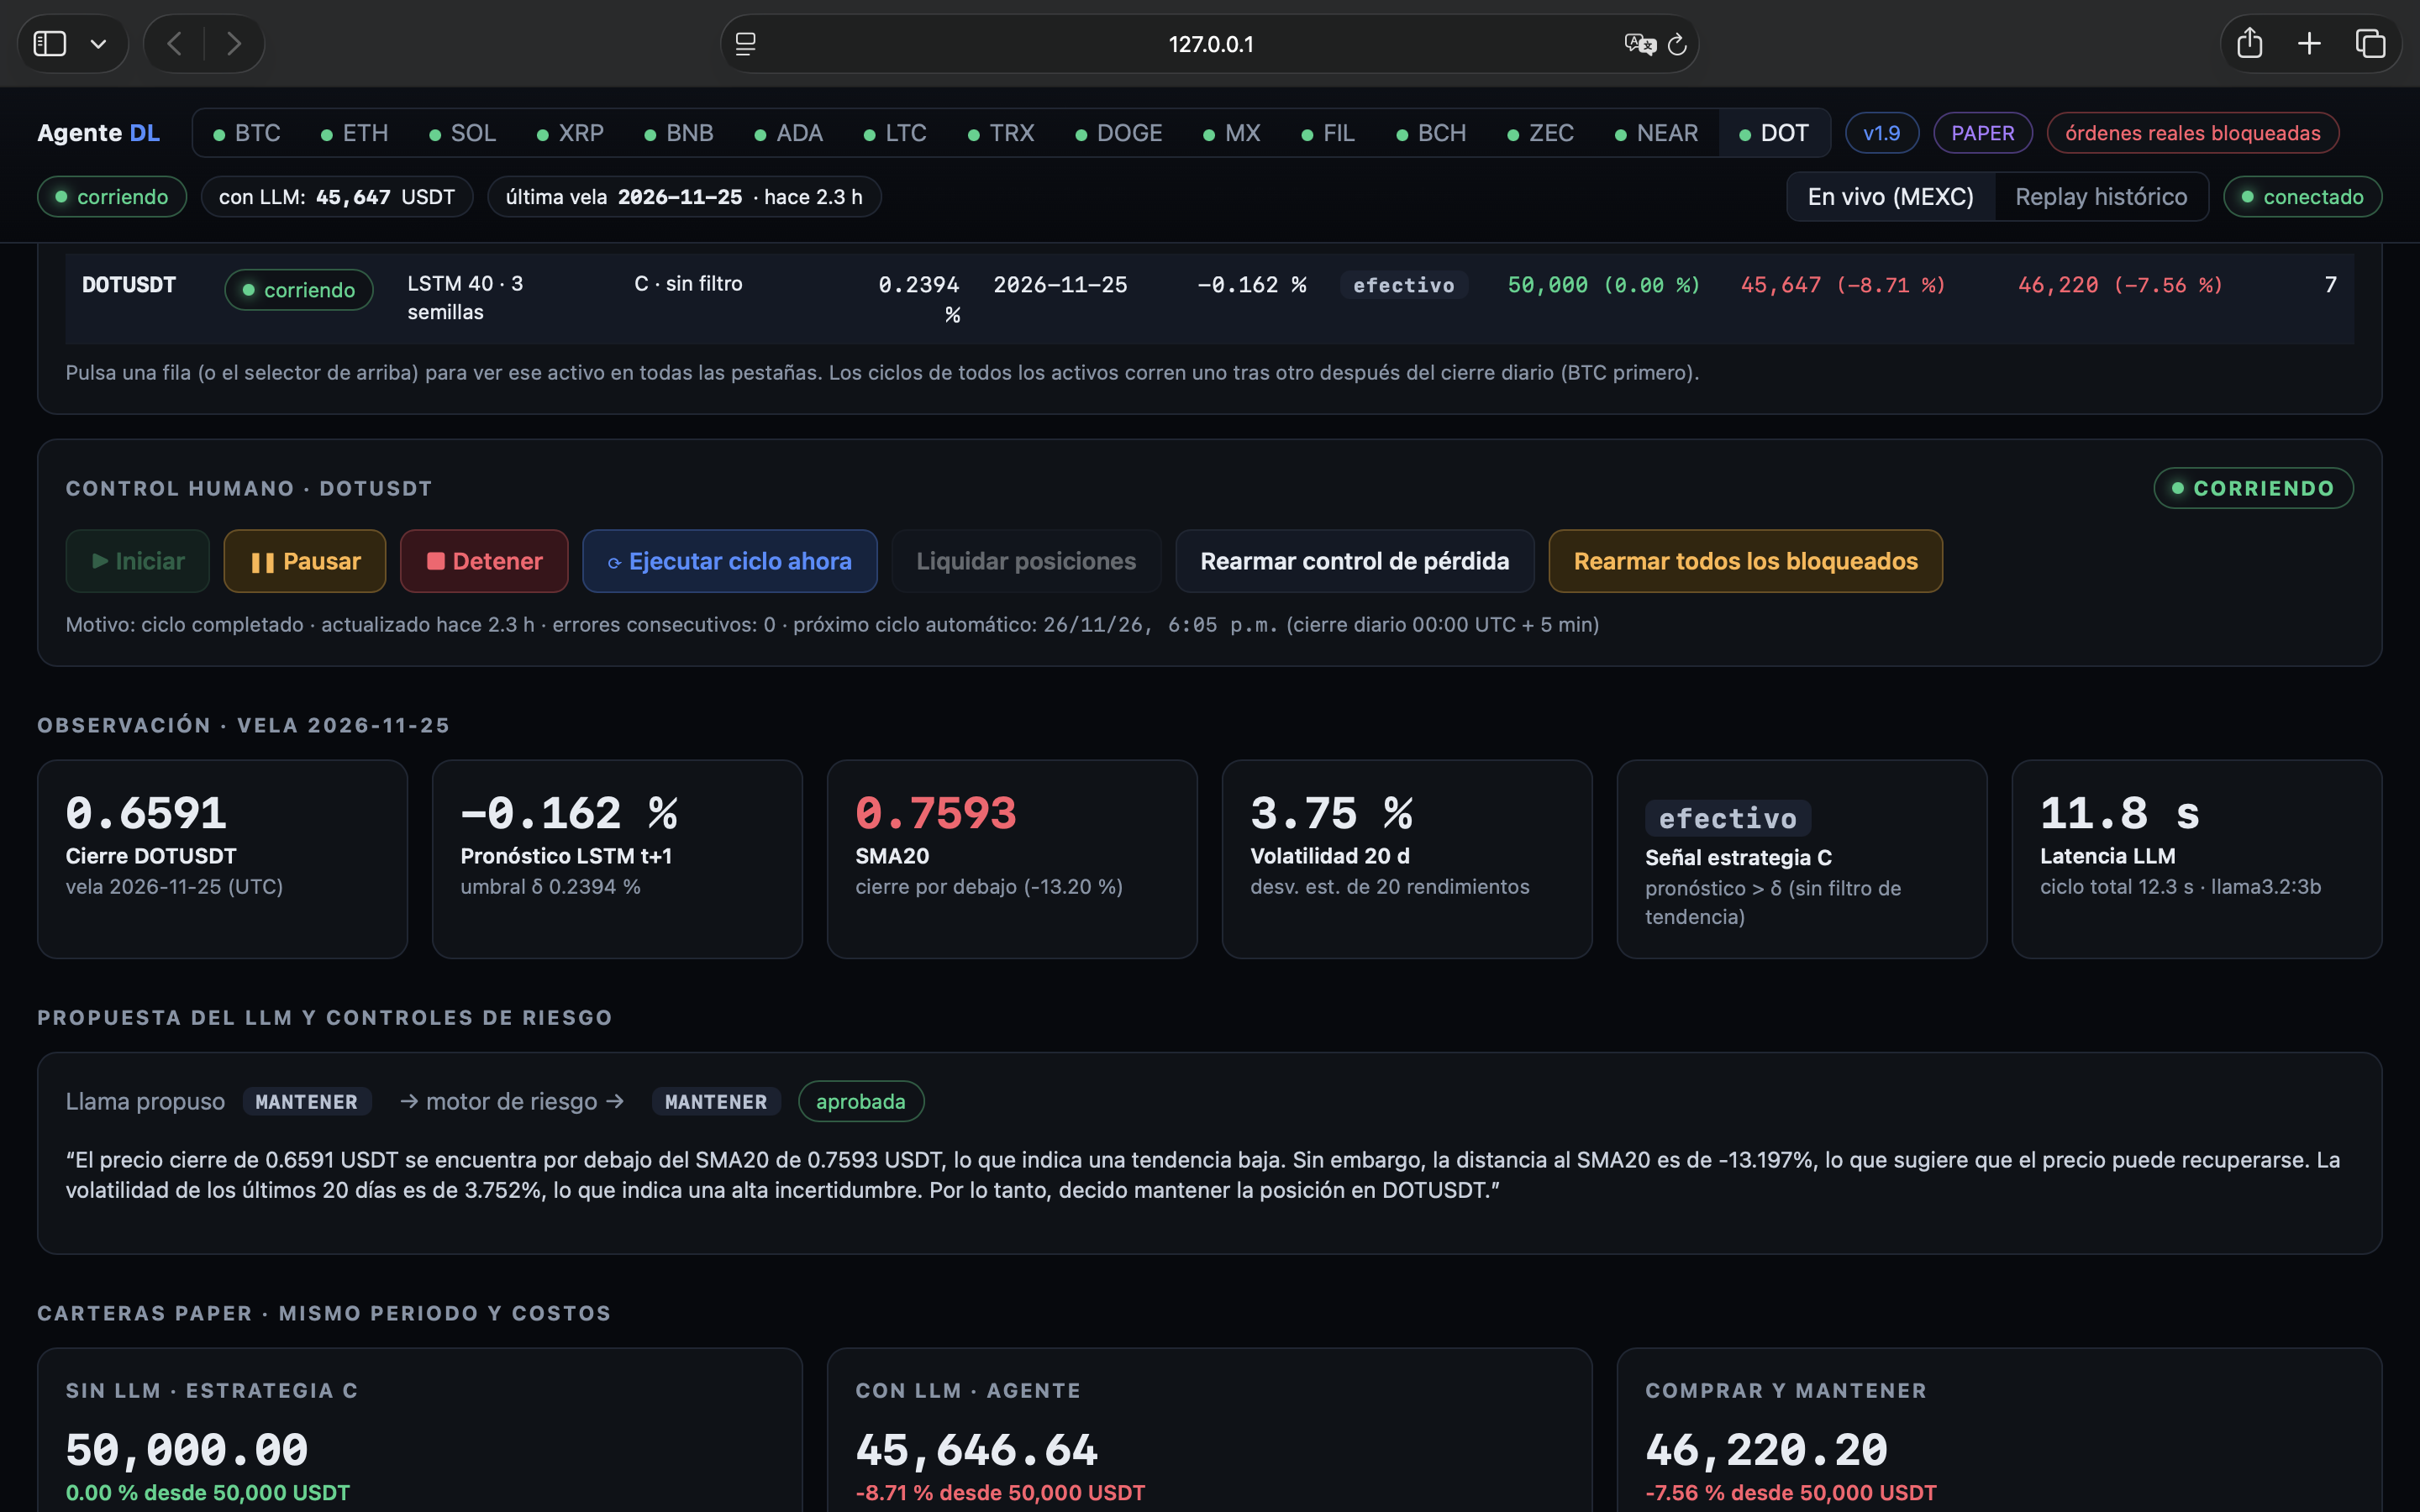 127.0.0.1
Agente DL
BTC ETH SOL XRP BNB ADA LTC TRX DOGE MX FIL BCH ZEC NEAR DOT
v1.9 PAPER órdenes reales bloqueadas
corriendo con LLM: 45,647 USDT última vela 2026-11-25 · hace 2.3 h En vivo (MEXC) Replay histórico conectado
DOTUSDT corriendo LSTM 40 · 3 C · sin filtro 0.2394 2026-11-25 −0.162 % efectivo 50,000 (0.00 %) 45,647 (−8.71 %) 46,220 (−7.56 %) 7
semillas %
Pulsa una fila (o el selector de arriba) para ver ese activo en todas las pestañas. Los ciclos de todos los activos corren uno tras otro después del cierre diario (BTC primero).
CONTROL HUMANO · DOTUSDT CORRIENDO
Iniciar Pausar Detener Ejecutar ciclo ahora Liquidar posiciones Rearmar control de pérdida Rearmar todos los bloqueados
Motivo: ciclo completado · actualizado hace 2.3 h · errores consecutivos: 0 · próximo ciclo automático: 26/11/26, 6:05 p.m. (cierre diario 00:00 UTC + 5 min)
OBSERVACIÓN · VELA 2026-11-25
0.6591
Cierre DOTUSDT
vela 2026-11-25 (UTC)
−0.162 %
Pronóstico LSTM t+1
umbral δ 0.2394 %
0.7593
SMA20
cierre por debajo (-13.20 %)
3.75 %
Volatilidad 20 d
desv. est. de 20 rendimientos
efectivo
Señal estrategia C
pronóstico > δ (sin filtro de
tendencia)
11.8 s
Latencia LLM
ciclo total 12.3 s · llama3.2:3b
PROPUESTA DEL LLM Y CONTROLES DE RIESGO
Llama propuso MANTENER → motor de riesgo → MANTENER aprobada
“El precio cierre de 0.6591 USDT se encuentra por debajo del SMA20 de 0.7593 USDT, lo que indica una tendencia baja. Sin embargo, la distancia al SMA20 es de -13.197%, lo que sugiere que el precio puede recuperarse. La
volatilidad de los últimos 20 días es de 3.752%, lo que indica una alta incertidumbre. Por lo tanto, decido mantener la posición en DOTUSDT.”
CARTERAS PAPER · MISMO PERIODO Y COSTOS
SIN LLM · ESTRATEGIA C
50,000.00
0.00 % desde 50,000 USDT
CON LLM · AGENTE
45,646.64
-8.71 % desde 50,000 USDT
COMPRAR Y MANTENER
46,220.20
-7.56 % desde 50,000 USDT